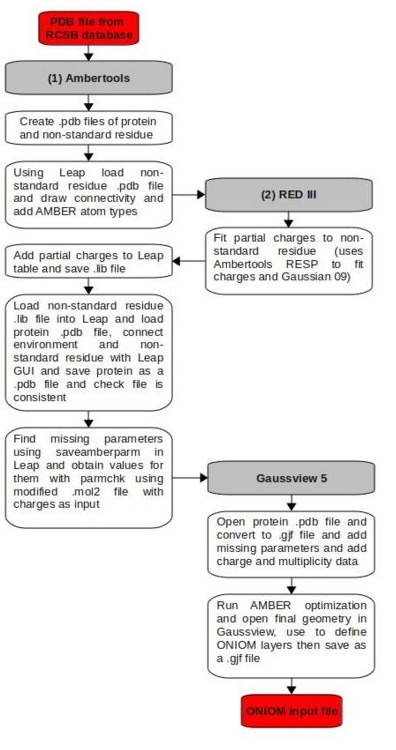 PDB file from
RCSB database
(1) Ambertools
Create .pdb files of protein
and non-standard residue
Using Leap load non-
standard residue .pdb file
and draw connectivity and
add AMBER atom types
(2) RED III
Fit partial charges to non-
standard residue (uses
Ambertools RESP to fit
charges and Gaussian 09)
Add partial charges to Leap
table and save .lib file
Load non-standard residue
.lib file into Leap and load
protein .pdb file, connect
environment and non-
standard residue with Leap
GUI and save protein as a
.pdb file and check file is
consistent
Find missing parameters
using saveamberparm in
Leap and obtain values for
them with parmchk using
modified .mol2 file with
charges as input
Gaussview 5
Open protein .pdb file and
convert to .gjf file and add
missing parameters and add
charge and multiplicity data
Run AMBER optimization
and open final geometry in
Gaussview, use to define
ONIOM layers then save as
a .gjf file
ONIOM input file